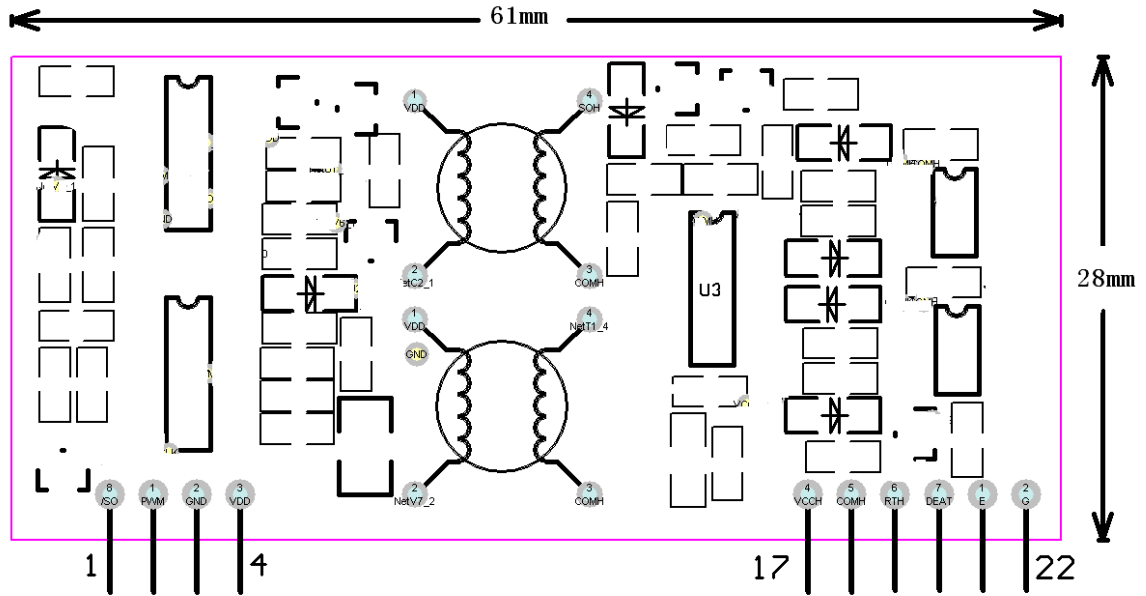 61mm
1
VDD
4
SOH
2
etC2_1
3
COMH
U3
28mm
1
VDD
4
NetT1_4
GND
2
NetV7_2
3
COMH
8
/SO
1
PWM
2
GND
3
VDD
4
VCCH
5
COMH
6
RTH
7
DEAT
1
E
2
G
1
4
17
22